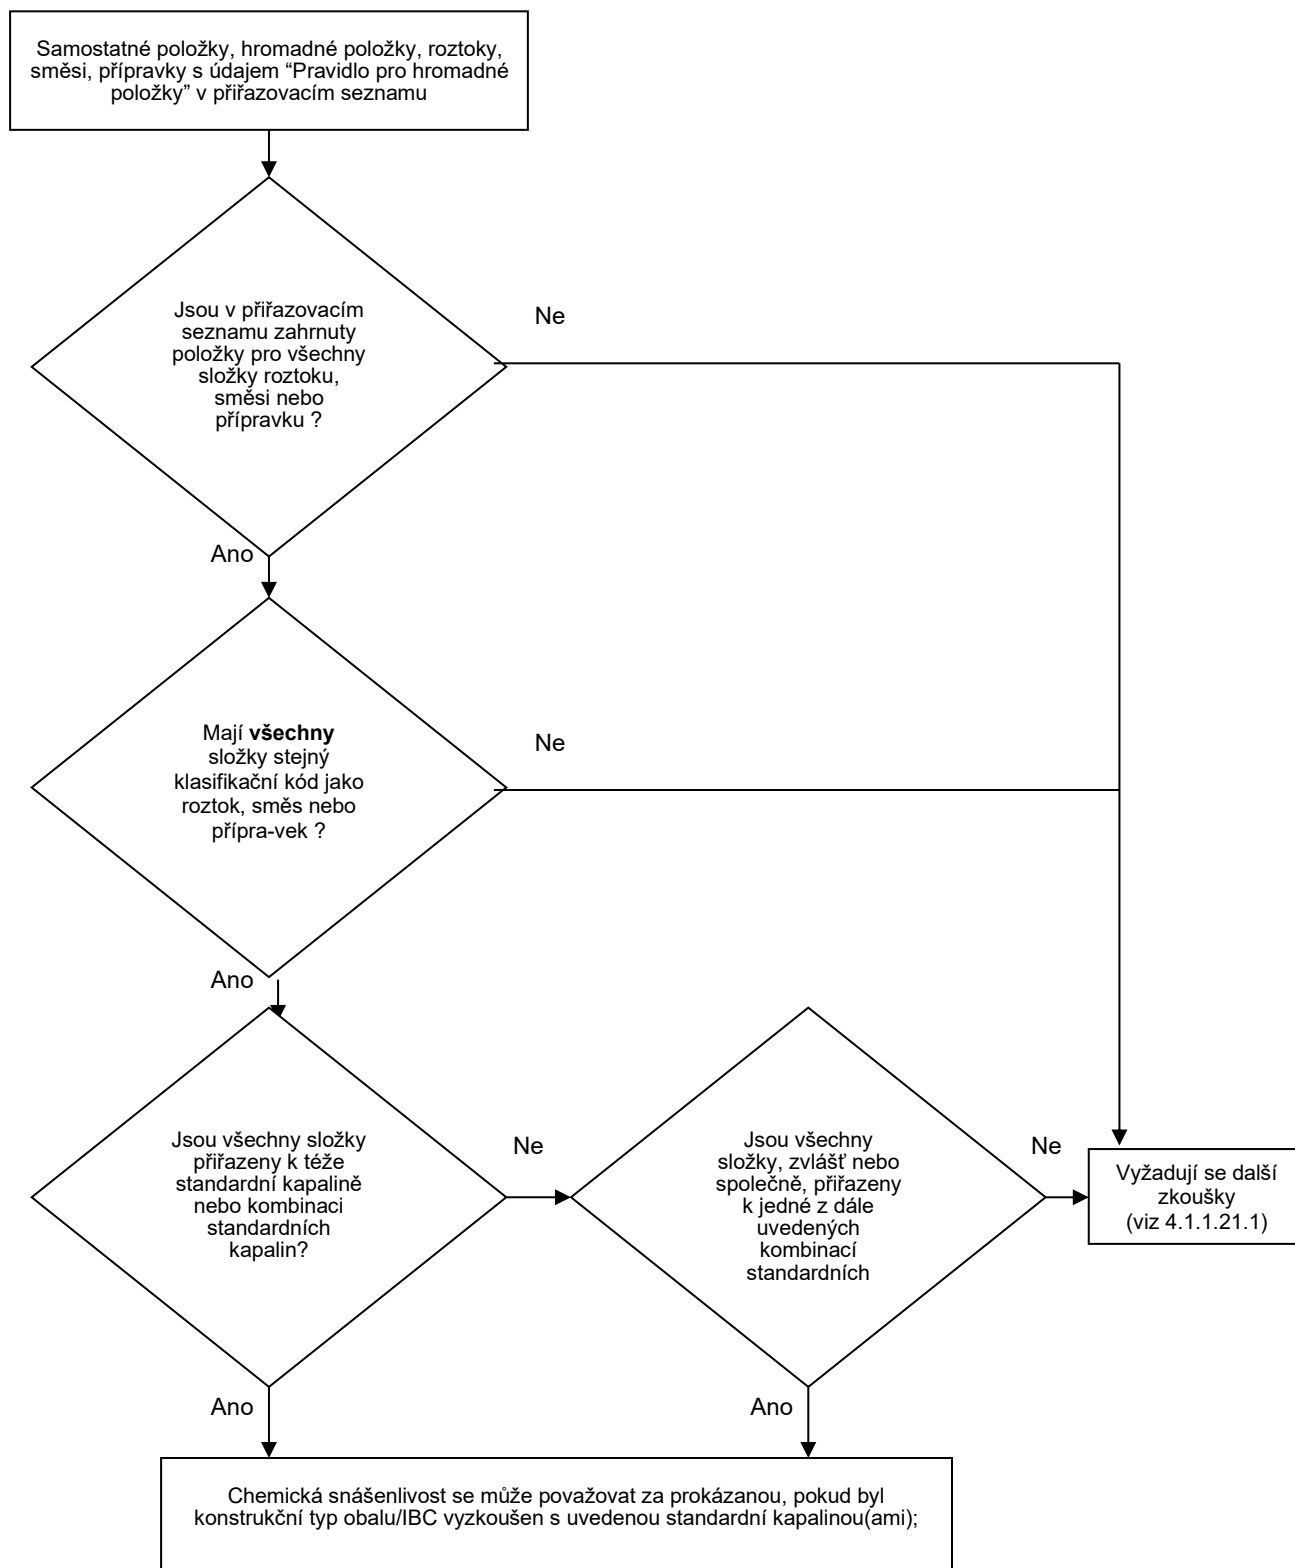 Samostatné položky, hromadné položky, roztoky,
směsi, přípravky s údajem “Pravidlo pro hromadné
položky” v přiřazovacím seznamu
Jsou v přiřazovacím
seznamu zahrnuty
položky pro všechny
složky roztoku,
směsi nebo
přípravku ?
Ne
Ano
Mají všechny
složky stejný
klasifikační kód jako
roztok, směs nebo
přípra-vek ?
Ne
Ano
Jsou všechny složky
přiřazeny k téže
standardní kapalině
nebo kombinaci
standardních
kapalin?
Ne
Jsou všechny
složky, zvlášť nebo
společně, přiřazeny
k jedné z dále
uvedených
kombinací
standardních
Ne
Vyžadují se další
zkoušky
(viz 4.1.1.21.1)
Ano
Ano
Chemická snášenlivost se může považovat za prokázanou, pokud byl
konstrukční typ obalu/IBC vyzkoušen s uvedenou standardní kapalinou(ami);